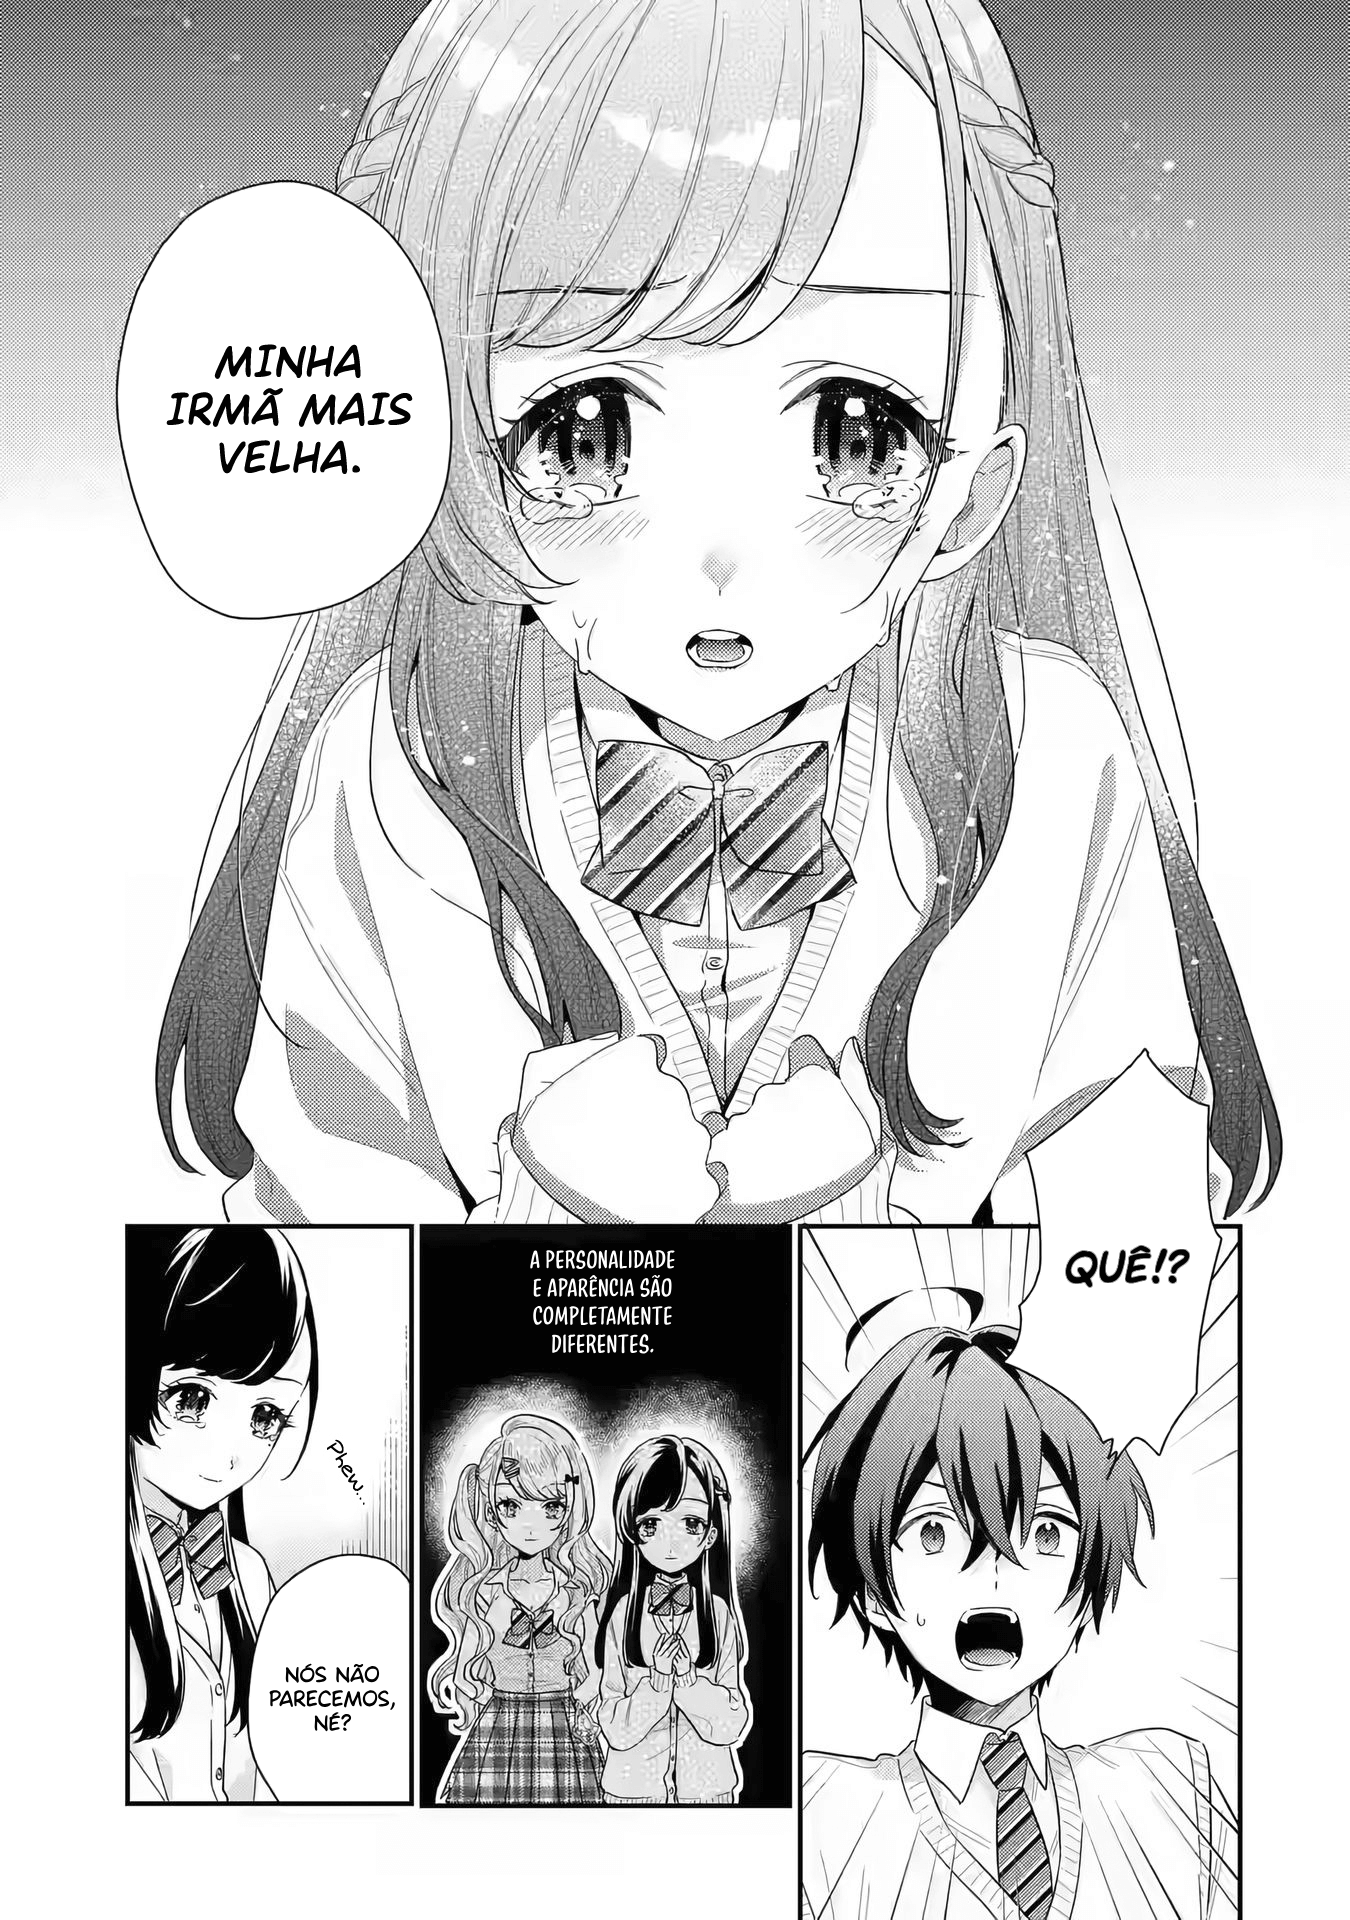 MINHA
IRMÃ MAIS
VELHA.
QUÊ!?
A PERSONALIDADE
E APARÊNCIA SÃO
COMPLETAMENTE
DIFERENTES.
Phew...
NÓS NÃO
PARECEMOS,
NÉ?